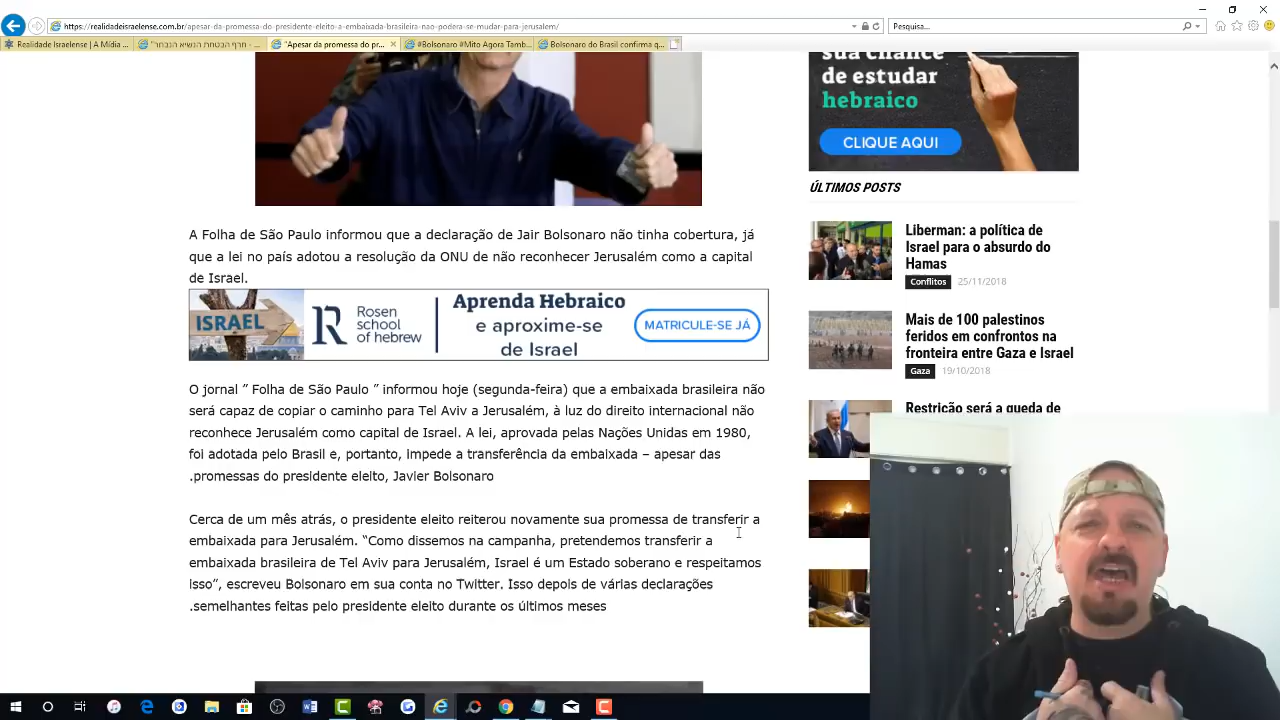 https://realidadeisraelense.com.br/apesar-da-promessa-do-presidente-eleito-a-embaixada-brasileira-nao-podera-se-mudar-para-jerusalem/
Pesquisa...
Realidade Israelense | A Mídia ...
"Apesar da promessa do pr...
#Bolsonaro #Mito Agora Tamb...
Bolsonaro do Brasil confirma q...
sua chance
de estudar
hebraico
CLIQUE AQUI
A Folha de São Paulo informou que a declaração de Jair Bolsonaro não tinha cobertura, já
que a lei no país adotou a resolução da ONU de não reconhecer Jerusalém como a capital
de Israel.
ISRAEL
Rosen
school
of hebrew
Aprenda Hebraico
e aproxime-se
de Israel
MATRICULE-SE JÁ
O jornal ” Folha de São Paulo ” informou hoje (segunda-feira) que a embaixada brasileira não
será capaz de copiar o caminho para Tel Aviv a Jerusalém, à luz do direito internacional não
reconhece Jerusalém como capital de Israel. A lei, aprovada pelas Nações Unidas em 1980,
foi adotada pelo Brasil e, portanto, impede a transferência da embaixada – apesar das
.promessas do presidente eleito, Javier Bolsonaro
Cerca de um mês atrás, o presidente eleito reiterou novamente sua promessa de transferir a
embaixada para Jerusalém. “Como dissemos na campanha, pretendemos transferir a
embaixada brasileira de Tel Aviv para Jerusalém, Israel é um Estado soberano e respeitamos
isso”, escreveu Bolsonaro em sua conta no Twitter. Isso depois de várias declarações
.semelhantes feitas pelo presidente eleito durante os últimos meses
ÚLTIMOS POSTS
Liberman: a política de
Israel para o absurdo do
Hamas
Conflitos 25/11/2018
Mais de 100 palestinos
feridos em confrontos na
fronteira entre Gaza e Israel
Gaza 19/10/2018
Restrição será a queda de